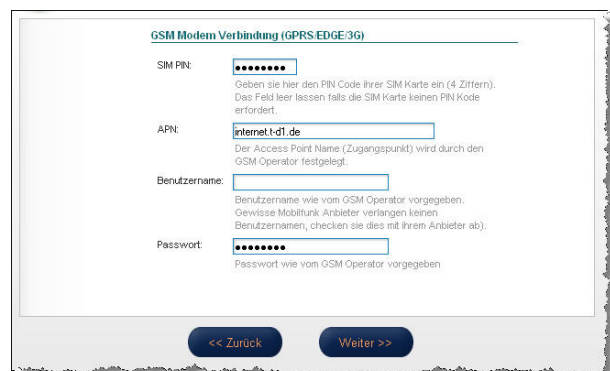 GSM Modem Verbindung (GPRS/EDGE/3G)
SIM PIN: ●●●●●●●●
Geben sie hier den PIN Code ihrer SIM Karte ein (4 Ziffern).
Das Feld leer lassen falls die SIM Karte keinen PIN Kode
erfordert.
APN: internet.t-d1.de
Der Access Point Name (Zugangspunkt) wird durch den
GSM Operator festgelegt.
Benutzername:
Benutzername wie vom GSM Operator vorgegeben.
Gewisse Mobilfunk Anbieter verlangen keinen
Benutzernamen, checken sie dies mit ihrem Anbieter ab).
Passwort: ●●●●●●●●
Passwort wie vom GSM Operator vorgegeben
<< Zurück Weiter >>